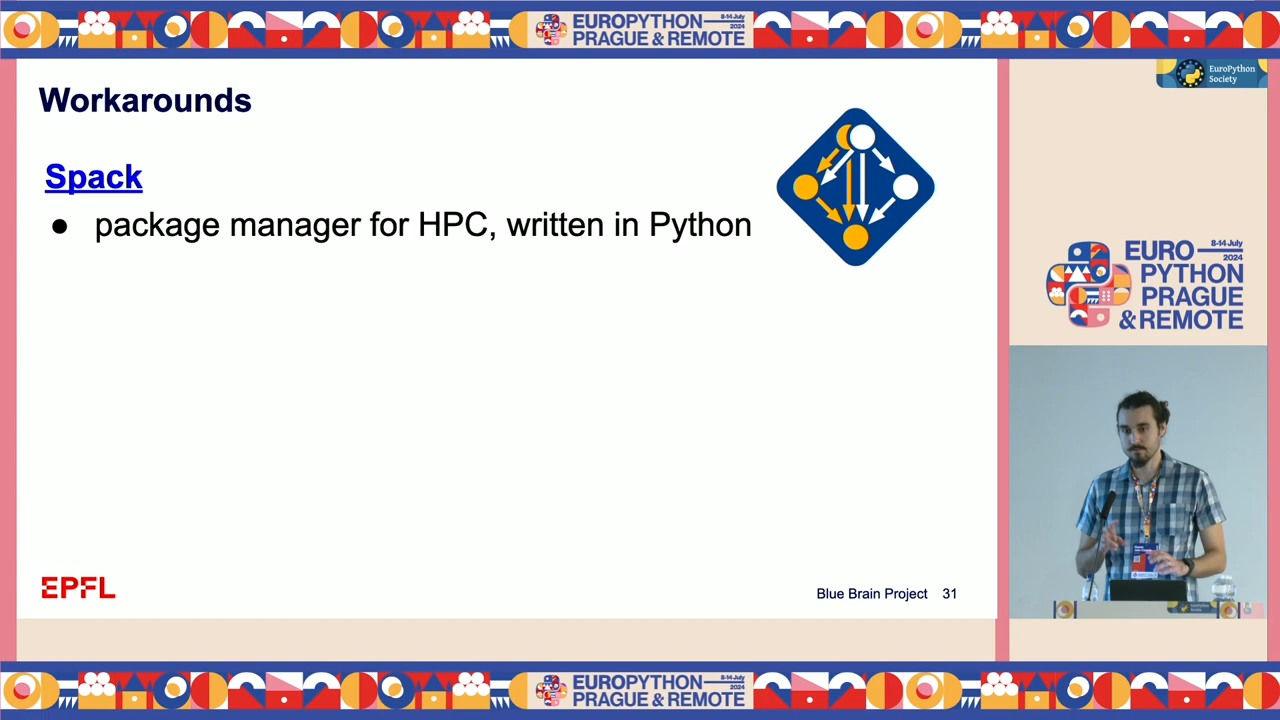 EUROPYTHON
8-14 July
2024
PRAGUE & REMOTE
Workarounds
Spack
● package manager for HPC, written in Python
EPFL
Blue Brain Project 31
EuroPython
Society
EURO
8-14 July
2024
PYTHON
PRAGUE
& REMOTE
EUROPYTHON
8-14 July
2024
PRAGUE & REMOTE